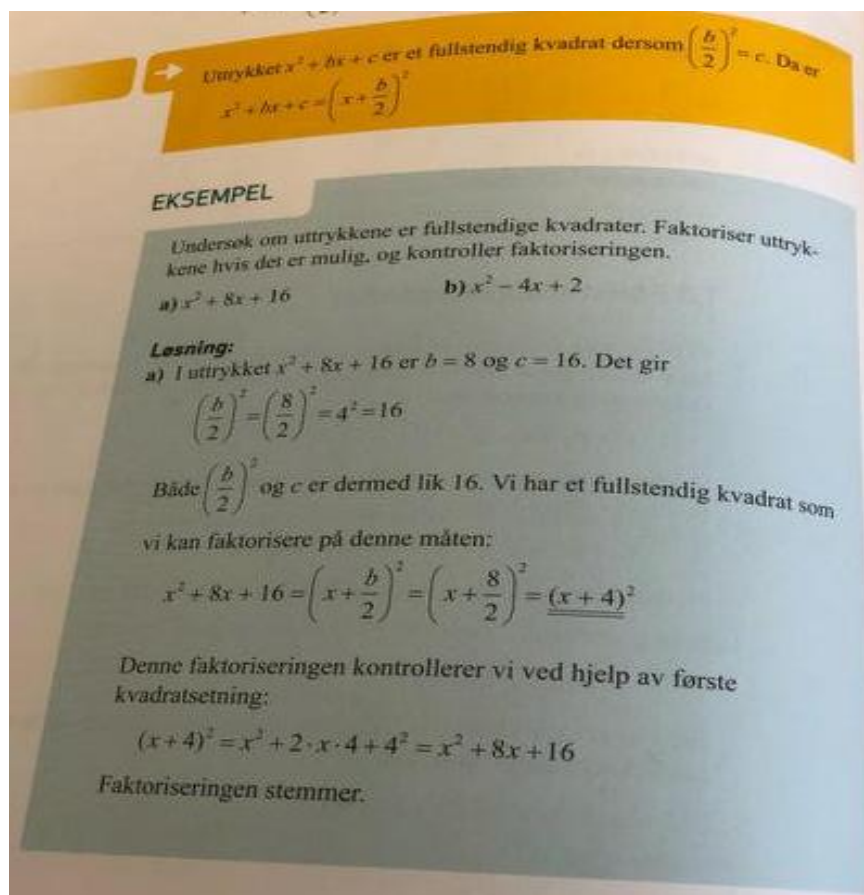 Uttrykket x² + bx + c er et fullstendig kvadrat dersom (b/2)² = c. Da er
x² + bx + c = (x + b/2)²
EKSEMPEL
Undersøk om uttrykkene er fullstendige kvadrater. Faktoriser uttryk-
kene hvis det er mulig, og kontroller faktoriseringen.
a) x² + 8x + 16 b) x² – 4x + 2
Løsning:
a) I uttrykket x² + 8x + 16 er b = 8 og c = 16. Det gir
(b/2)² = (8/2)² = 4² = 16
Både (b/2)² og c er dermed lik 16. Vi har et fullstendig kvadrat som
vi kan faktorisere på denne måten:
x² + 8x + 16 = (x + b/2)² = (x + 8/2)² = (x + 4)²
Denne faktoriseringen kontrollerer vi ved hjelp av første
kvadratsetning:
(x + 4)² = x² + 2 · x · 4 + 4² = x² + 8x + 16
Faktoriseringen stemmer.